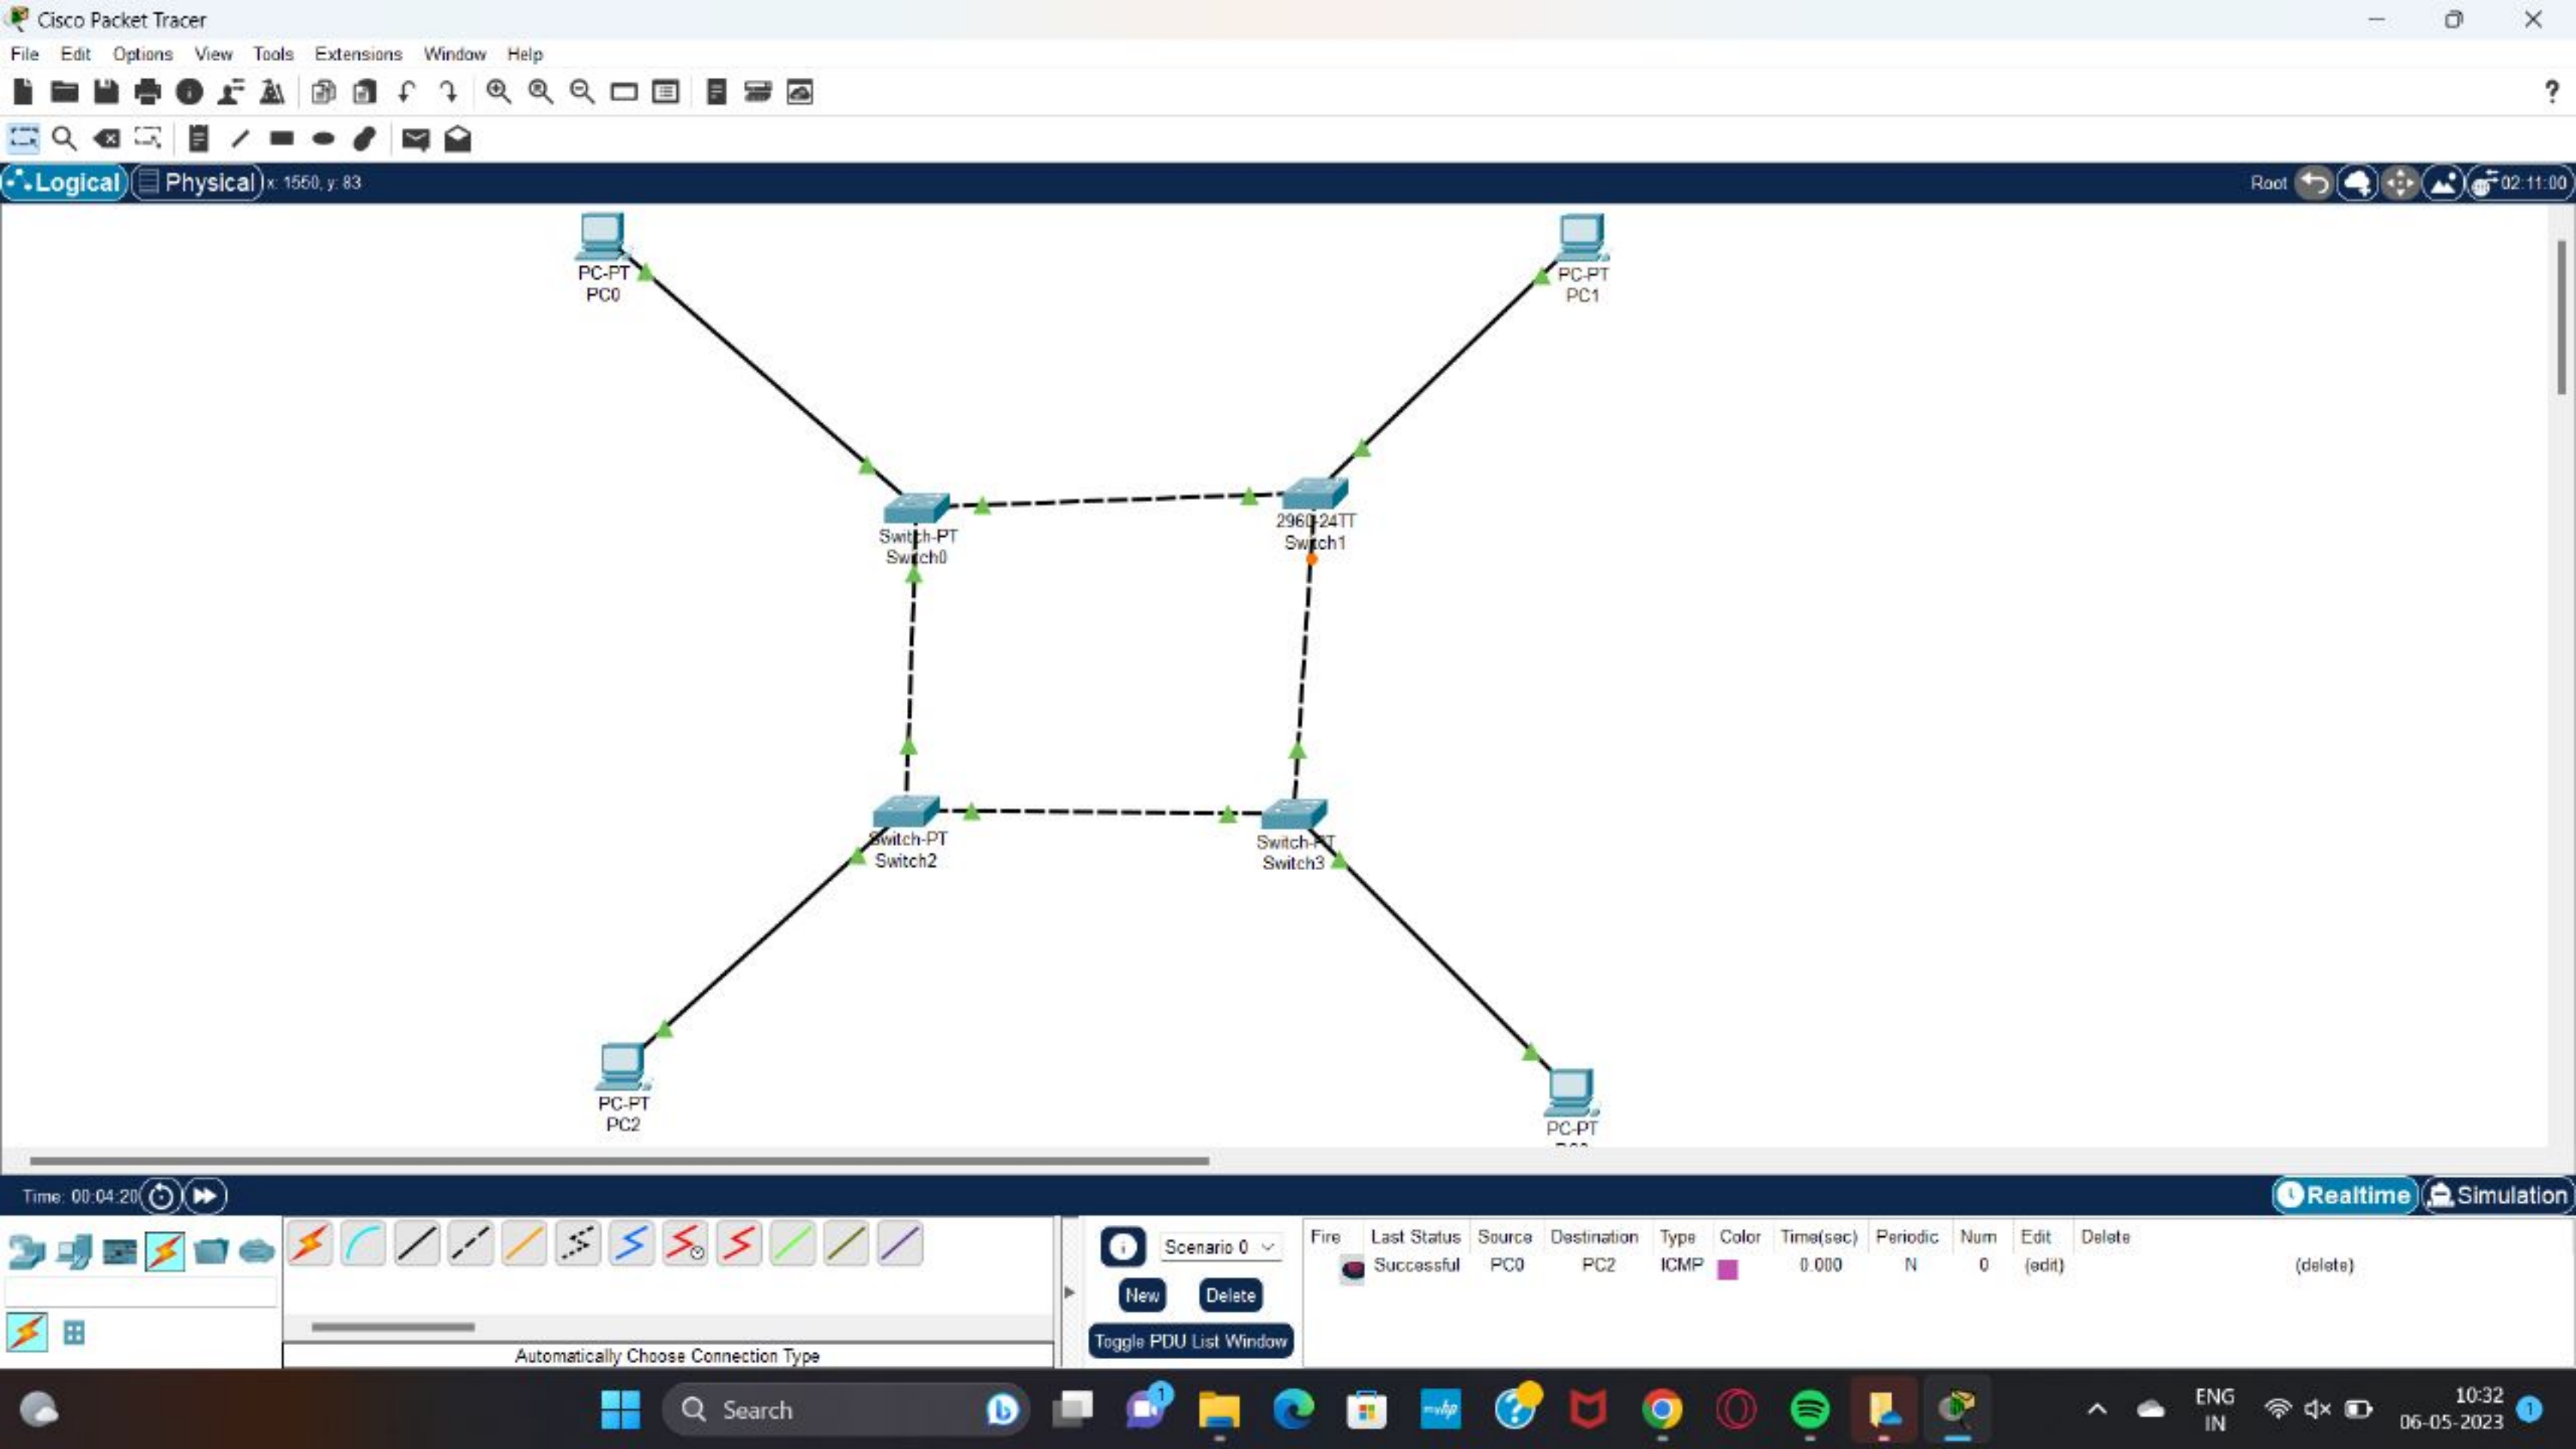 Cisco Packet Tracer
File Edit Options View Tools Extensions Window Help
?
Logical Physical x: 1550, y: 83 Root 02:11:00
PC-PT
PC0
PC-PT
PC1
Switch-PT
Switch0
2960-24TT
Switch1
Switch-PT
Switch2
Switch-PT
Switch3
PC-PT
PC2
PC-PT
Time: 00:04:20 Realtime Simulation
Scenario 0
New Delete
Toggle PDU List Window
Fire Last Status Source Destination Type Color Time(sec) Periodic Num Edit Delete
Successful PC0 PC2 ICMP 0.000 N 0 (edit) (delete)
Automatically Choose Connection Type
Search
1
myhp
ENG
IN
10:32
06-05-2023
1